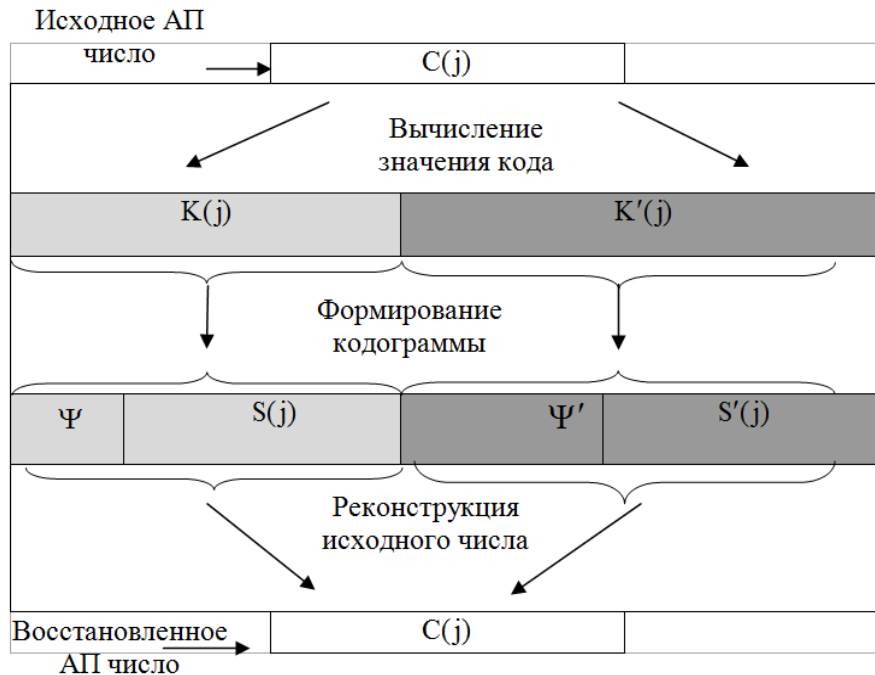 Исходное АП
число
C(j)
Вычисление
значения кода
K(j)
K′(j)
Формирование
кодограммы
Ψ
S(j)
Ψ′
S′(j)
Реконструкция
исходного числа
Восстановленное
АП число
C(j)